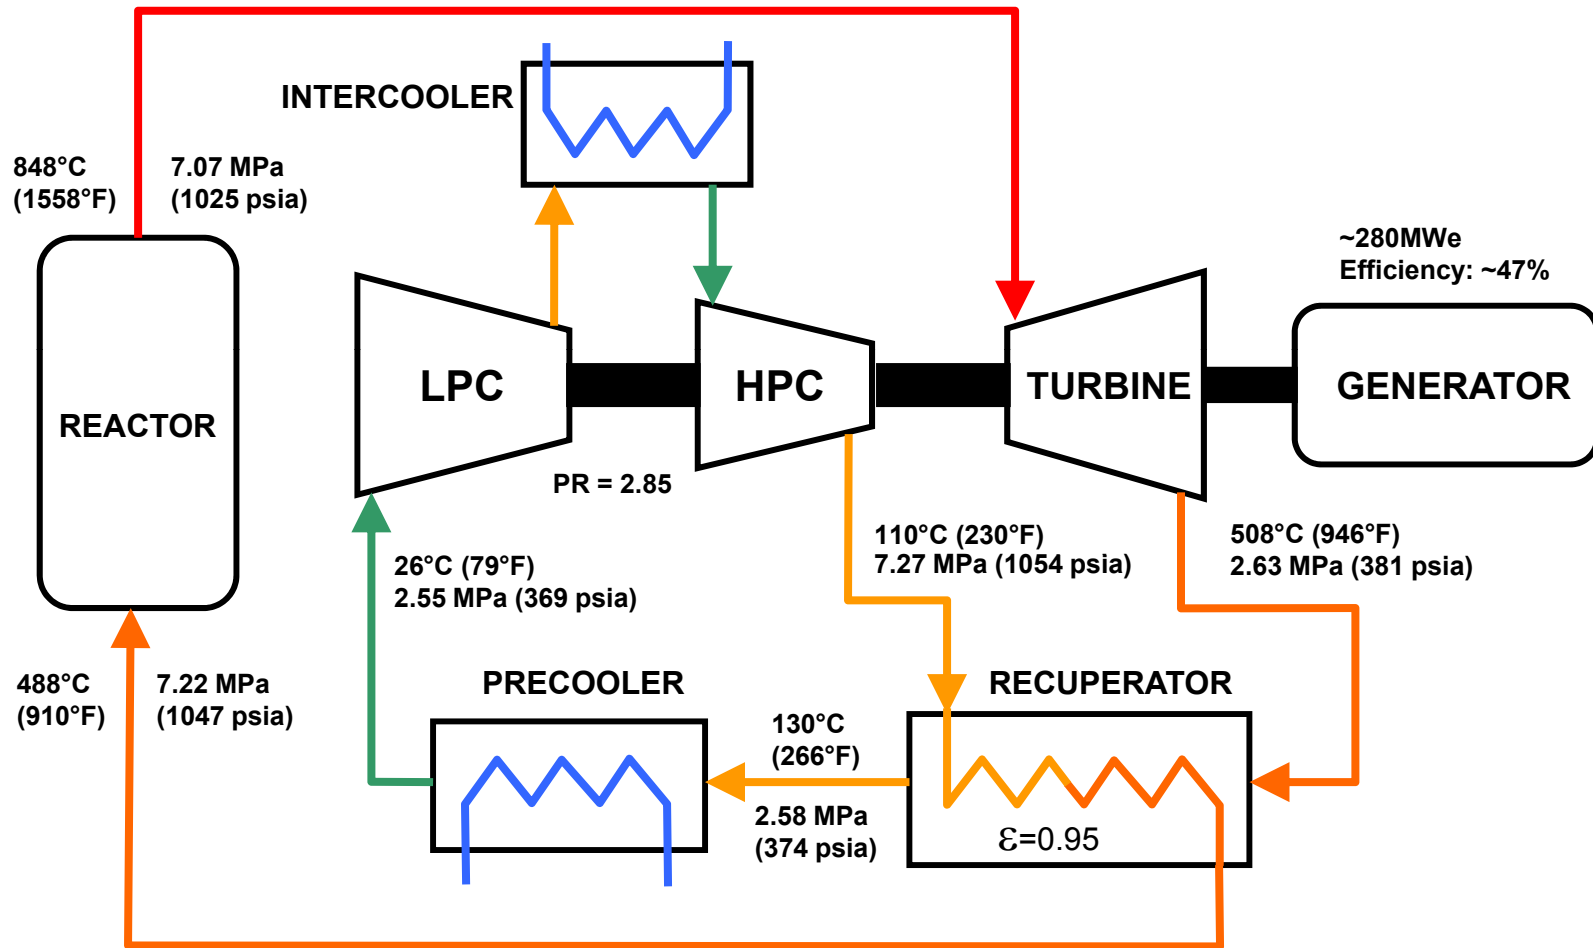 INTERCOOLER
848°C
(1558°F)
7.07 MPa
(1025 psia)
~280MWe
Efficiency: ~47%
REACTOR
LPC
HPC
TURBINE
GENERATOR
PR = 2.85
26°C (79°F)
2.55 MPa (369 psia)
110°C (230°F)
7.27 MPa (1054 psia)
508°C (946°F)
2.63 MPa (381 psia)
488°C
(910°F)
7.22 MPa
(1047 psia)
PRECOOLER
RECUPERATOR
130°C
(266°F)
2.58 MPa
(374 psia)
ε=0.95